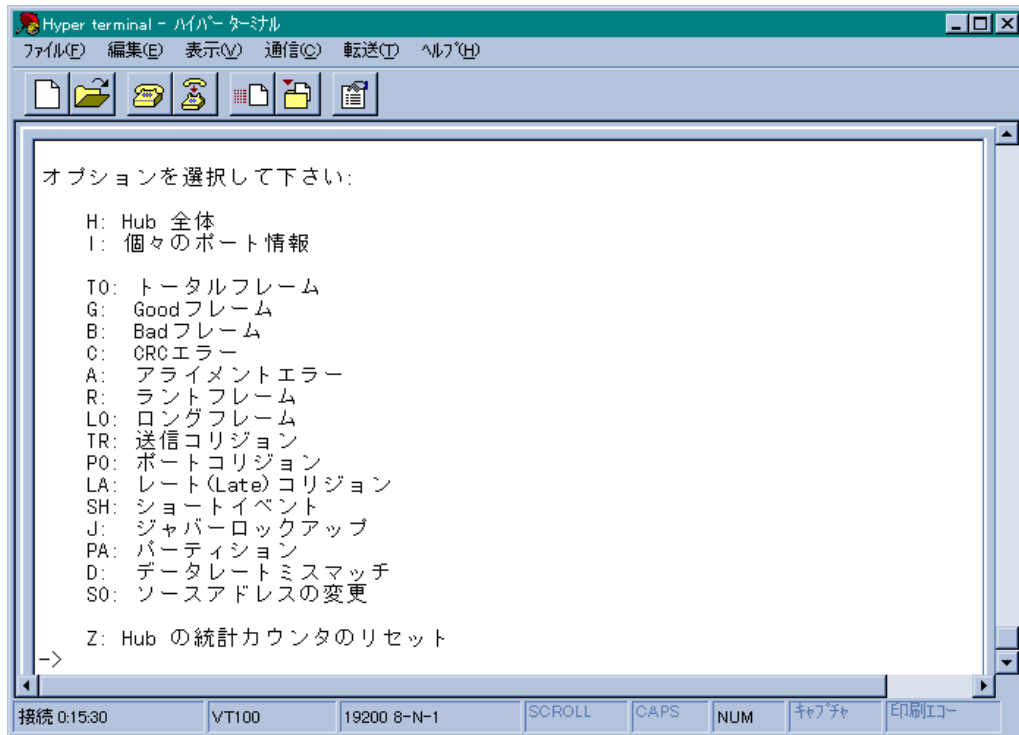 Hyper terminal - ﾊｲﾊﾟｰ ﾀｰﾐﾅﾙ
ﾌｧｲﾙ(F) 編集(E) 表示(V) 通信(C) 転送(T) ﾍﾙﾌﾟ(H)
オプションを選択して下さい:
H: Hub 全体
I: 個々のポート情報
TO: トータルフレーム
G: Goodフレーム
B: Badフレーム
C: CRCエラー
A: アライメントエラー
R: ラントフレーム
LO: ロングフレーム
TR: 送信コリジョン
PO: ポートコリジョン
LA: レート(Late)コリジョン
SH: ショートイベント
J: ジャバーロックアップ
PA: パーティション
D: データレートミスマッチ
SO: ソースアドレスの変更
Z: Hub の統計カウンタのリセット
->
接続 0:15:30 VT100 19200 8-N-1 SCROLL CAPS NUM ｷｬﾌﾟﾁｬ 印刷ｴｺｰ